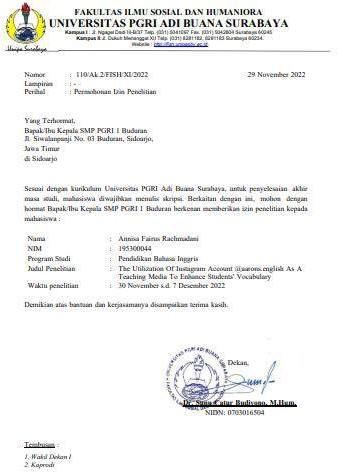 FAKULTAS ILMU SOSIAL DAN HUMANIORA
UNIVERSITAS PGRI ADI BUANA SURABAYA
Kampus I : Jl. Ngagel Dadi III-B/37 Telp. (031) 5041097 Fax. (031) 5042804 Surabaya 60245
Kampus II Jl. Dukuh Menanggal XII Telp. (031) 8281182, 8281183 Surabaya 60234.
Website : http://fish.unipasby.ac.id
Unipa Surabaya
Nomor : 110/Ak.2/FISH/XI/2022 29 November 2022
Lampiran : -
Perihal : Permohonan Izin Penelitian
Yang Terhormat,
Bapak/Ibu Kepala SMP PGRI 1 Buduran
Jl. Siwalanpanji No. 03 Buduran, Sidoarjo,
Jawa Timur
di Sidoarjo
Sesuai dengan kurikulum Universitas PGRI Adi Buana Surabaya, untuk penyelesaian akhir
masa studi, mahasiswa diwajibkan menulis skripsi. Berkaitan dengan ini, mohon dengan
hormat Bapak/Ibu Kepala SMP PGRI 1 Buduran berkenan memberikan izin penelitian kepada
mahasiswa :
Nama : Annisa Fairus Rachmadani
NIM : 195300044
Program Studi : Pendidikan Bahasa Inggris
Judul Penelitian : The Utilization Of Instagram Account @aarons.english As A
Teaching Media To Enhance Students' Vocabulary
Waktu penelitian : 30 November s.d. 7 Desember 2022
Demikian atas bantuan dan kerjasamanya disampaikan terima kasih.
Dekan,
Dr. Sunu Catur Budiyono, M.Hum.
NIDN: 0703016504
Tembusan :
1. Wakil Dekan I
2. Kaprodi